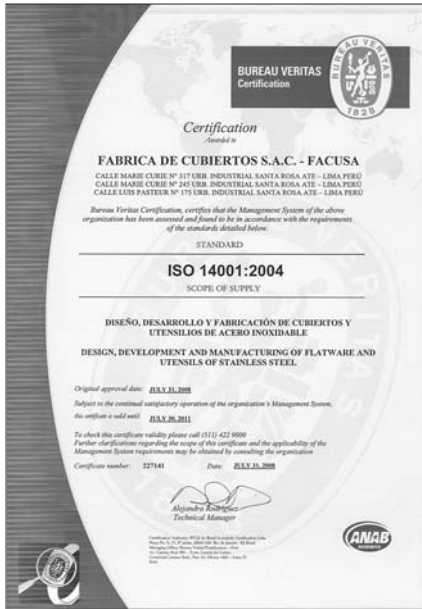 BUREAU VERITAS
Certification
BUREAU VERITAS
1828
Certification
Awarded to
FABRICA DE CUBIERTOS S.A.C. - FACUSA
CALLE MARIE CURIE Nº 317 URB. INDUSTRIAL SANTA ROSA ATE – LIMA PERÚ
CALLE MARIE CURIE Nº 245 URB. INDUSTRIAL SANTA ROSA ATE – LIMA PERÚ
CALLE LUIS PASTEUR Nº 175 URB. INDUSTRIAL SANTA ROSA ATE – LIMA PERÚ
Bureau Veritas Certification, certifies that the Management System of the above
organization has been assessed and found to be in accordance with the requirements
of the standards detailed below.
STANDARD
ISO 14001:2004
SCOPE OF SUPPLY
DISEÑO, DESARROLLO Y FABRICACIÓN DE CUBIERTOS Y
UTENSILIOS DE ACERO INOXIDABLE
DESIGN, DEVELOPMENT AND MANUFACTURING OF FLATWARE AND
UTENSILS OF STAINLESS STEEL
Original approval date: JULY 31, 2008
Subject to the continued satisfactory operation of the organization's Management System,
the certificate is valid until: JULY 30, 2011
To check this certificate validity please call (511) 422 9000
Further clarifications regarding the scope of this certificate and the applicability of the
Management System requirements may be obtained by consulting the organization
Certificate number: 227141 Date: JULY 31, 2008
Alejandra Rodríguez
Technical Manager
ANAB